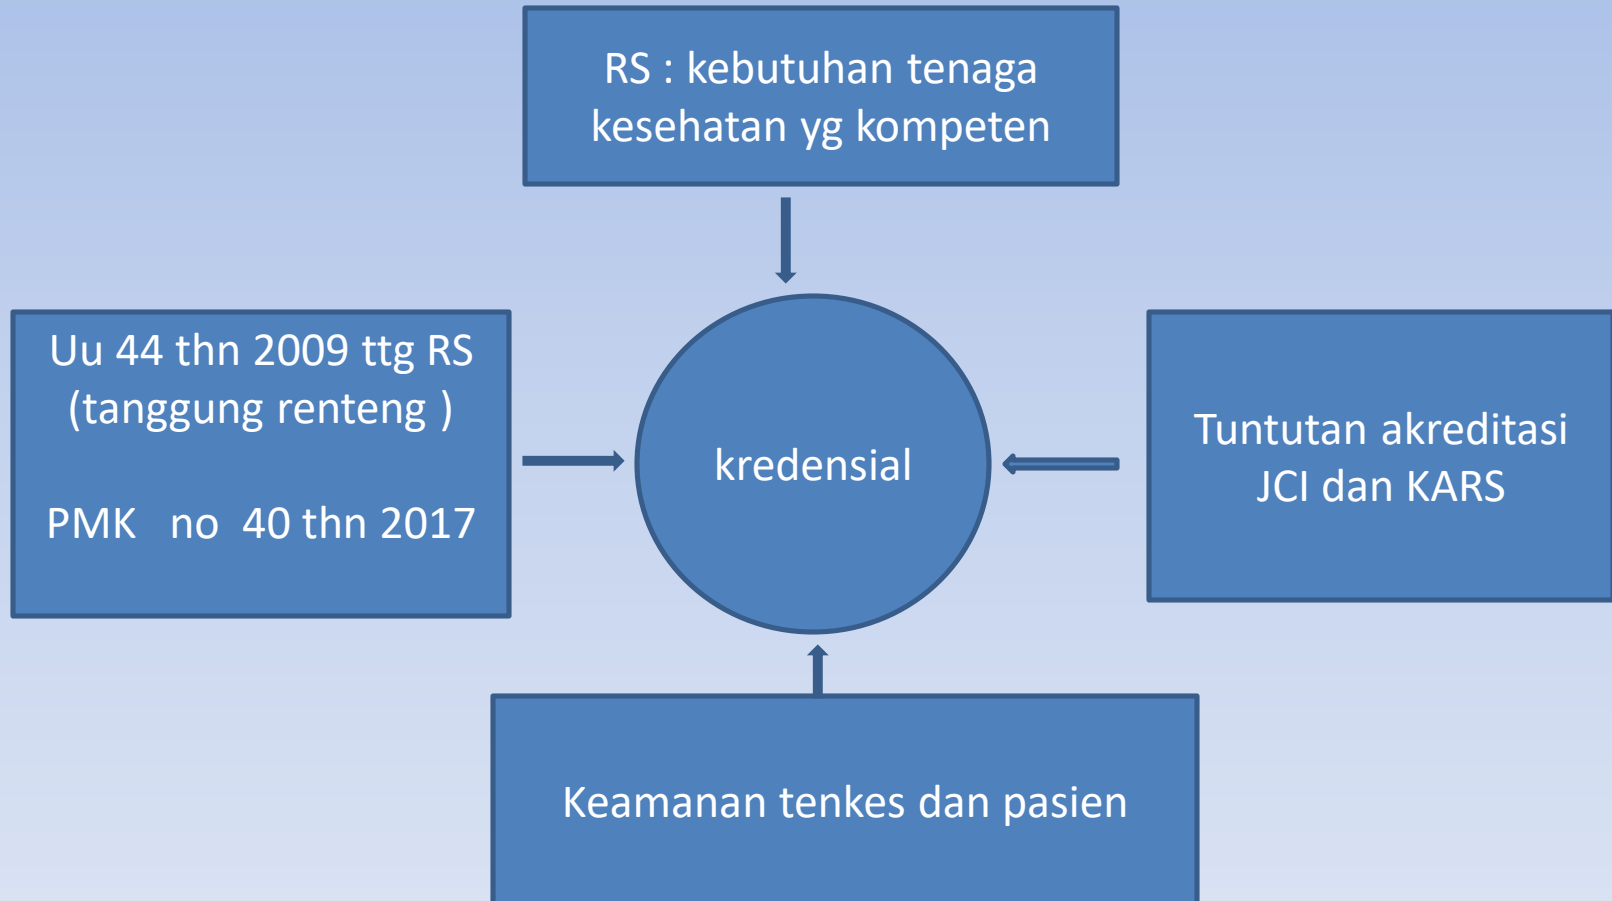 RS : kebutuhan tenaga
kesehatan yg kompeten
Uu 44 thn 2009 ttg RS
(tanggung renteng )
PMK no 40 thn 2017
kredensial
Tuntutan akreditasi
JCI dan KARS
Keamanan tenkes dan pasien